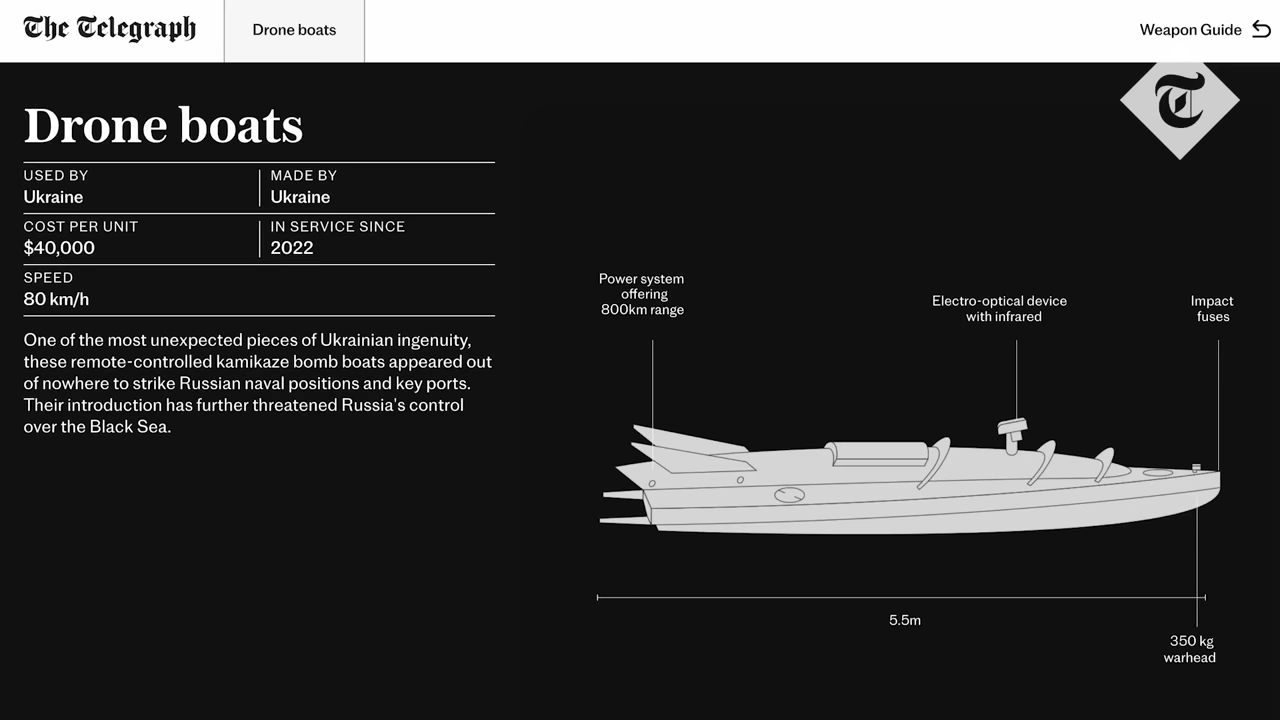 The Telegraph
Drone boats
Weapon Guide
T
Drone boats
USED BY
Ukraine
MADE BY
Ukraine
COST PER UNIT
$40,000
IN SERVICE SINCE
2022
SPEED
80 km/h
One of the most unexpected pieces of Ukrainian ingenuity,
these remote-controlled kamikaze bomb boats appeared out
of nowhere to strike Russian naval positions and key ports.
Their introduction has further threatened Russia's control
over the Black Sea.
Power system
offering
800km range
Electro-optical device
with infrared
Impact
fuses
5.5m
350 kg
warhead